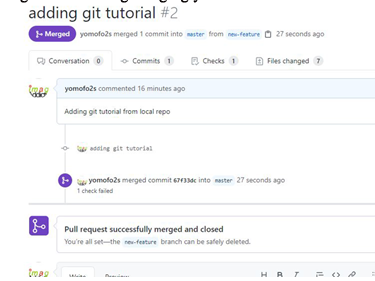 adding git tutorial #2
Merged yomofo2s merged 1 commit into master from new-feature 27 seconds ago
Conversation 0 Commits 1 Checks 1 Files changed 7
yomofo2s commented 16 minutes ago
Adding git tutorial from local repo
adding git tutorial
yomofo2s merged commit 67f33dc into master 27 seconds ago
1 check failed
Pull request successfully merged and closed
You're all set—the new-feature branch can be safely deleted.
Write Preview H B I